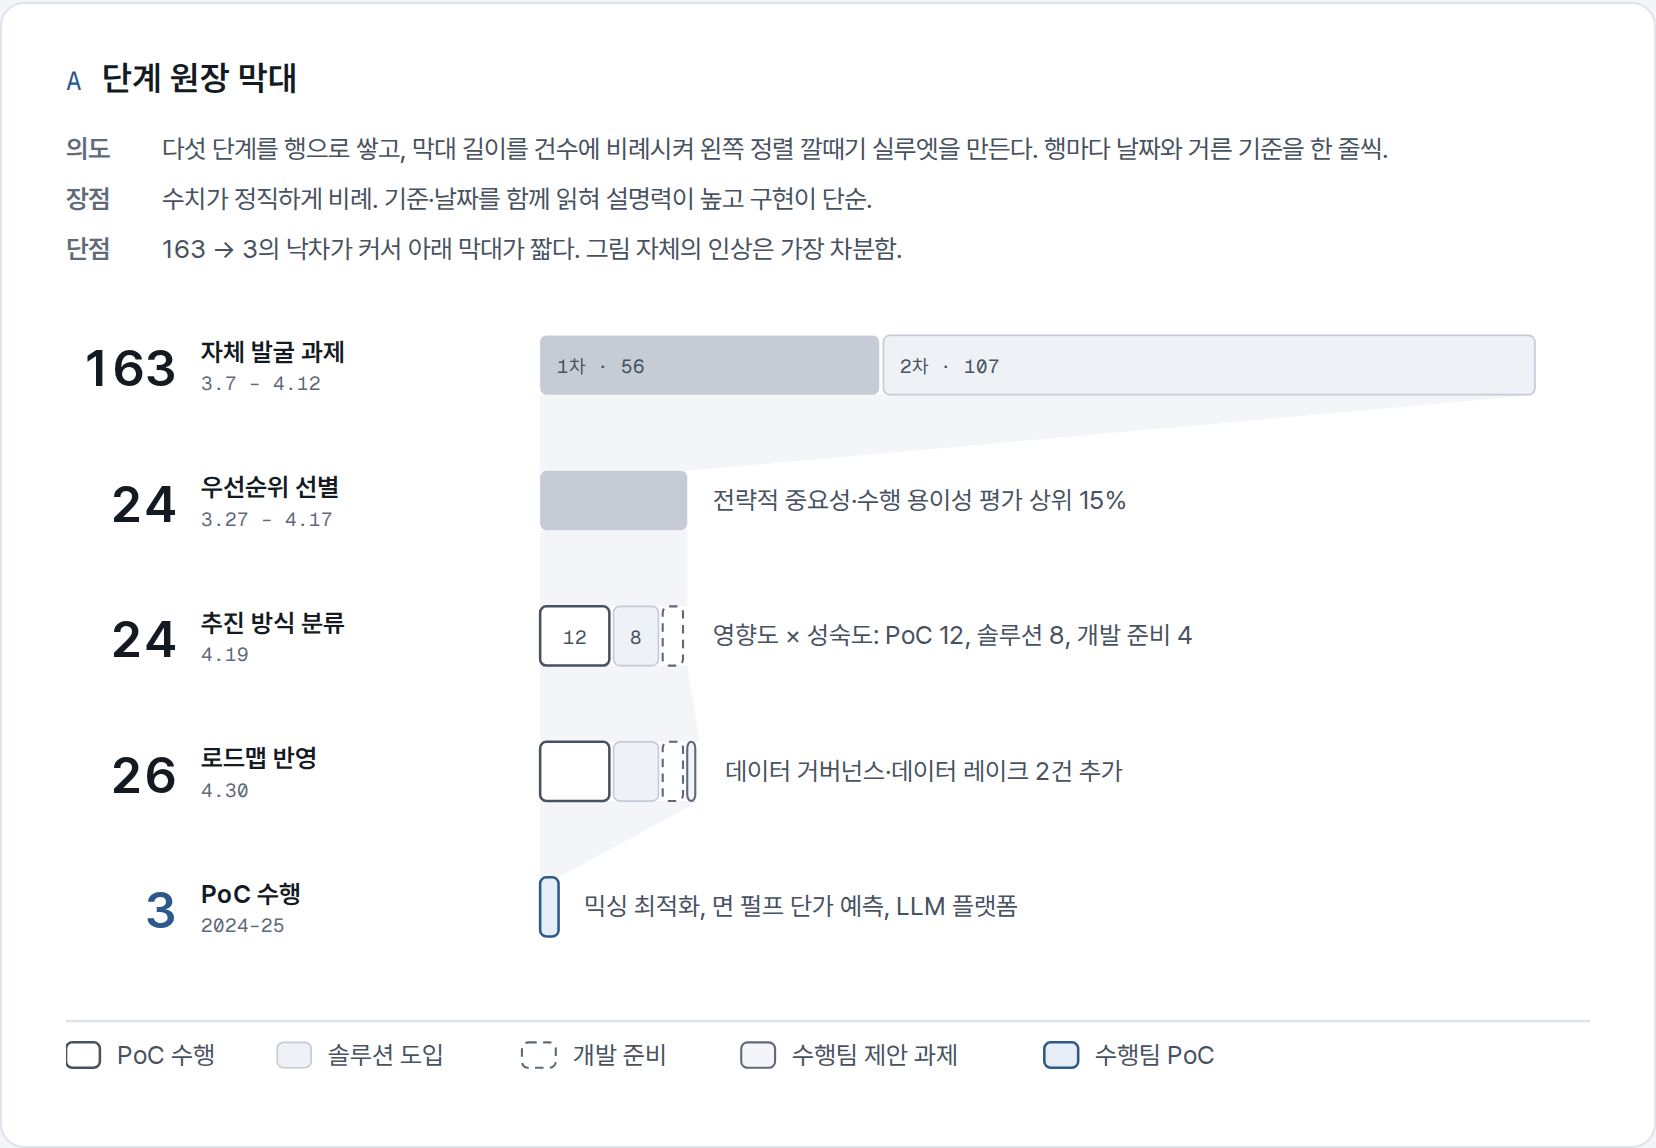 A 단계 원장 막대
의도 다섯 단계를 행으로 쌓고, 막대 길이를 건수에 비례시켜 왼쪽 정렬 깔때기 실루엣을 만든다. 행마다 날짜와 거른 기준을 한 줄씩.
장점 수치가 정직하게 비례. 기준·날짜를 함께 읽혀 설명력이 높고 구현이 단순.
단점 163 → 3의 낙차가 커서 아래 막대가 짧다. 그림 자체의 인상은 가장 차분함.
163 자체 발굴 과제
3.7 – 4.12
1차 · 56
2차 · 107
24 우선순위 선별
3.27 – 4.17
전략적 중요성·수행 용이성 평가 상위 15%
24 추진 방식 분류
4.19
12
8
영향도 × 성숙도: PoC 12, 솔루션 8, 개발 준비 4
26 로드맵 반영
4.30
데이터 거버넌스·데이터 레이크 2건 추가
3 PoC 수행
2024–25
믹싱 최적화, 면 펄프 단가 예측, LLM 플랫폼
PoC 수행
솔루션 도입
개발 준비
수행팀 제안 과제
수행팀 PoC